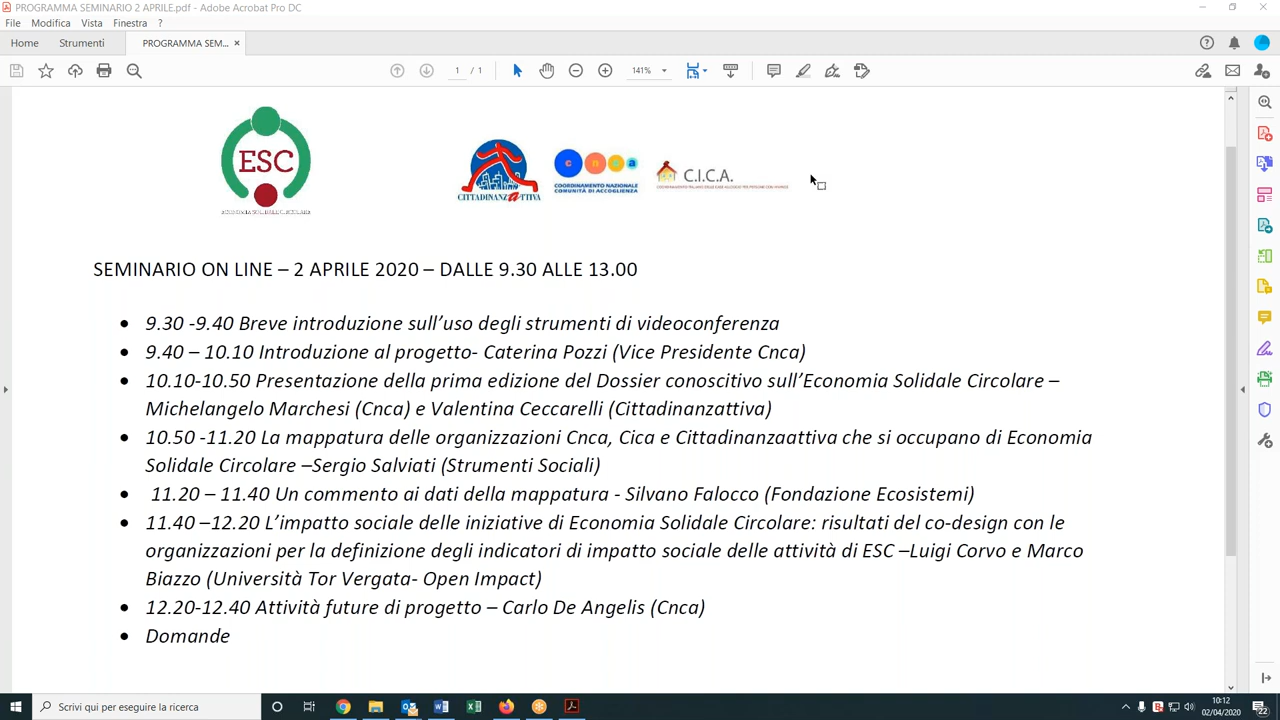 PROGRAMMA SEMINARIO 2 APRILE.pdf - Adobe Acrobat Pro DC
File Modifica Vista Finestra ?
Home Strumenti PROGRAMMA SEM... ×
1 / 1 141%
ESC
ECONOMIA SOLIDALE CIRCOLARE
CITTADINANZATTIVA
cnca
COORDINAMENTO NAZIONALE
COMUNITÀ DI ACCOGLIENZA
C.I.C.A.
SEMINARIO ON LINE – 2 APRILE 2020 – DALLE 9.30 ALLE 13.00
• 9.30 -9.40 Breve introduzione sull’uso degli strumenti di videoconferenza
• 9.40 – 10.10 Introduzione al progetto- Caterina Pozzi (Vice Presidente Cnca)
• 10.10-10.50 Presentazione della prima edizione del Dossier conoscitivo sull’Economia Solidale Circolare –
Michelangelo Marchesi (Cnca) e Valentina Ceccarelli (Cittadinanzattiva)
• 10.50 -11.20 La mappatura delle organizzazioni Cnca, Cica e Cittadinanzaattiva che si occupano di Economia
Solidale Circolare –Sergio Salviati (Strumenti Sociali)
• 11.20 – 11.40 Un commento ai dati della mappatura - Silvano Falocco (Fondazione Ecosistemi)
• 11.40 –12.20 L’impatto sociale delle iniziative di Economia Solidale Circolare: risultati del co-design con le
organizzazioni per la definizione degli indicatori di impatto sociale delle attività di ESC –Luigi Corvo e Marco
Biazzo (Università Tor Vergata- Open Impact)
• 12.20-12.40 Attività future di progetto – Carlo De Angelis (Cnca)
• Domande
Scrivi qui per eseguire la ricerca
10:12
02/04/2020
22